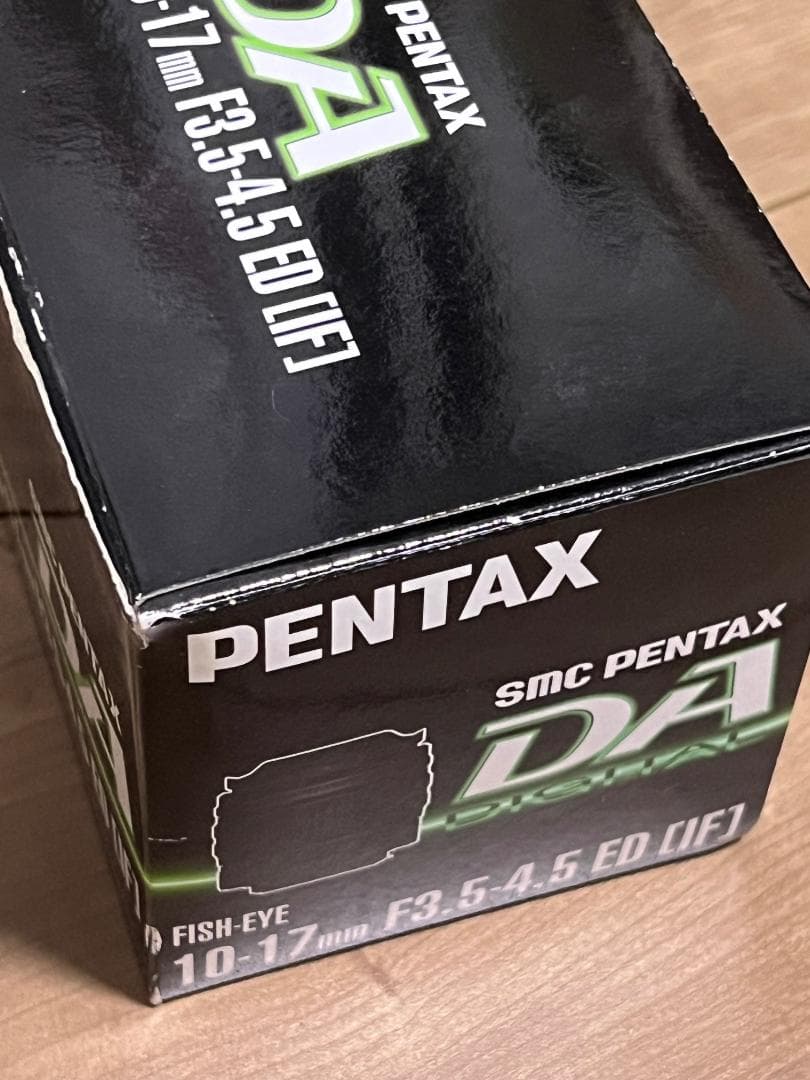 PENTAX
DA
-17mm F3.5-4.5 ED [IF]
PENTAX
smc PENTAX
DA
DIGITAL
FISH-EYE
10-17mm F3.5-4.5 ED [IF]